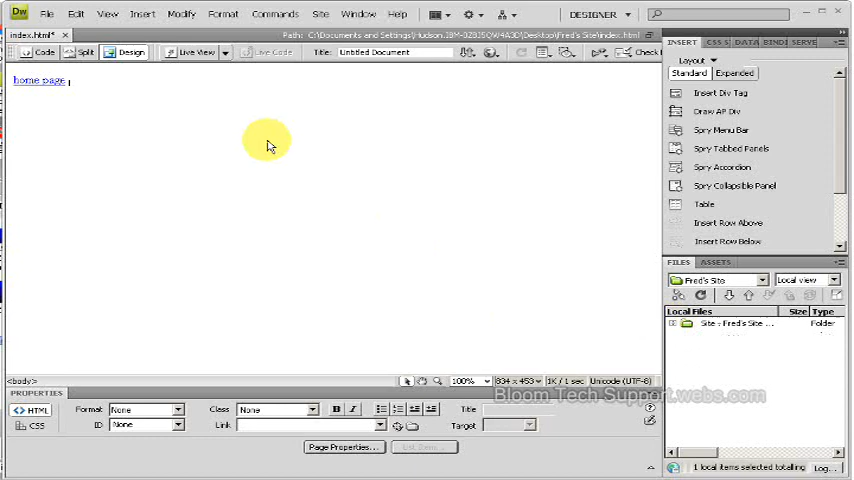 Dw File Edit View Insert Modify Format Commands Site Window Help DESIGNER
index.html*
Path: C:\Documents and Settings\Hudson.IBM-0ZB15Q\W4A3D\Desktop\Fred's Site\index.html
Code Split Design Live View Live Code Title: Untitled Document Check
home page
INSERT CSS S DATA BINDI SERVE
Layout
Standard Expanded
Insert Div Tag
Draw AP Div
Spry Menu Bar
Spry Tabbed Panels
Spry Accordion
Spry Collapsible Panel
Table
Insert Row Above
Insert Row Below
FILES ASSETS
Fred's Site Local view
Local Files Size Type
Site - Fred's Site ... Folder
<body> 100% 834 x 453 1K / 1 sec Unicode (UTF-8)
PROPERTIES
Bloom Tech Support.webs.com
<> HTML Format None Class None B I Title
CSS ID None Link Target
Page Properties... List Item...
1 local items selected totalling Log...